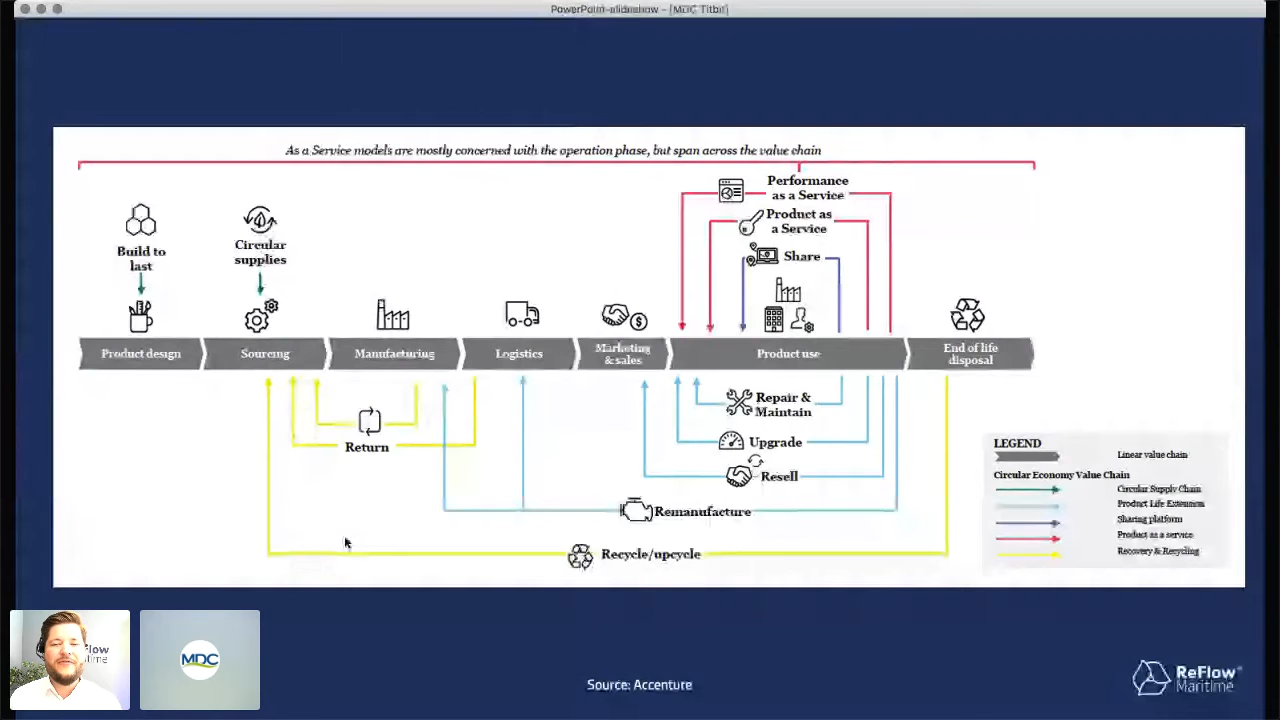 PowerPoint-slideshow - [MDC Titbit]
As a Service models are mostly concerned with the operation phase, but span across the value chain
Performance
as a Service
Product as
a Service
Share
Build to
last
Circular
supplies
Product design
Sourcing
Manufacturing
Logistics
Marketing
& sales
Product use
End of life
disposal
Repair &
Maintain
Return
Upgrade
Resell
Remanufacture
Recycle/upcycle
LEGEND
Linear value chain
Circular Economy Value Chain
Circular Supply Chain
Product Life Extension
Sharing platform
Product as a service
Recovery & Recycling
flow
time
MDC
Source: Accenture
ReFlow
Maritime